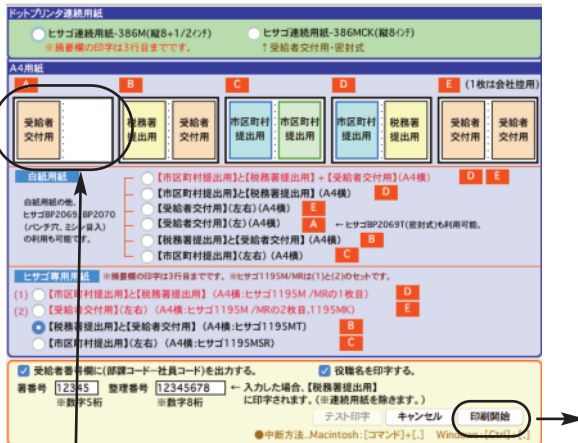 ドットプリンタ連続用紙
ヒサゴ連続用紙-386M(縦8+1/2インチ) ヒサゴ連続用紙-386MCK(縦8インチ)
※摘要欄の印字は3行目までです。 ↑受給者交付用・密封式
A4用紙
A B C D E (1枚は会社控用)
受給者 税務署 受給者 市区町村 市区町村 市区町村 税務署 受給者 受給者
交付用 提出用 交付用 提出用 提出用 提出用 提出用 交付用 交付用
白紙用紙
【市区町村提出用】と【税務署提出用】+【受給者交付用】(A4横) D E
【市区町村提出用】と【税務署提出用】(A4横) D
白紙用紙の他、
ヒサゴBP2069,BP2070
(パンチ穴、ミシン目入)
の利用も可能です。
【受給者交付用】(左右)(A4横) E
【受給者交付用】(左)(A4横) A ←ヒサゴBP2069T(密封式)も利用可能。
【税務署提出用】と【受給者交付用】(A4横) B
【市区町村提出用】(左右)(A4横) C
ヒサゴ専用用紙 ※摘要欄の印字は3行目までです。※ヒサゴ1195M/MRは(1)と(2)のセットです。
(1) 【市区町村提出用】と【税務署提出用】(A4横:ヒサゴ1195M /MRの1枚目) D
(2) 【受給者交付用】(左右)(A4横:ヒサゴ1195M /MRの2枚目,1195MK) E
【税務署提出用】と【受給者交付用】(A4横:ヒサゴ1195MT) B
【市区町村提出用】(左右)(A4横:ヒサゴ1195MSR) C
受給者番号欄に(部課コードー社員コード)を出力する。 役職名を印字する。
署番号 12345 整理番号 12345678 ← 入力した場合、【税務署提出用】
※数字5桁 ※数字8桁 に印字されます。(※連続用紙を除きます。)
テスト印字 キャンセル 印刷開始
●中断方法..Macintosh:[コマンド]+[.] Windows:[Ctrl]+[.]